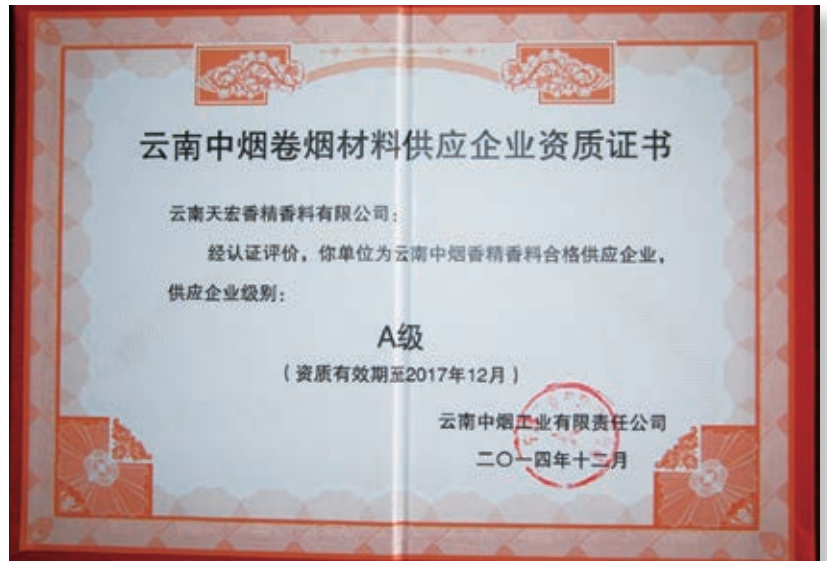 云南中烟卷烟材料供应企业资质证书
云南天宏香精香料有限公司：
经认证评价，你单位为云南中烟香精香料合格供应企业，
供应企业级别：
A级
（资质有效期至2017年12月）
云南中烟工业有限责任公司
二〇一四年十二月